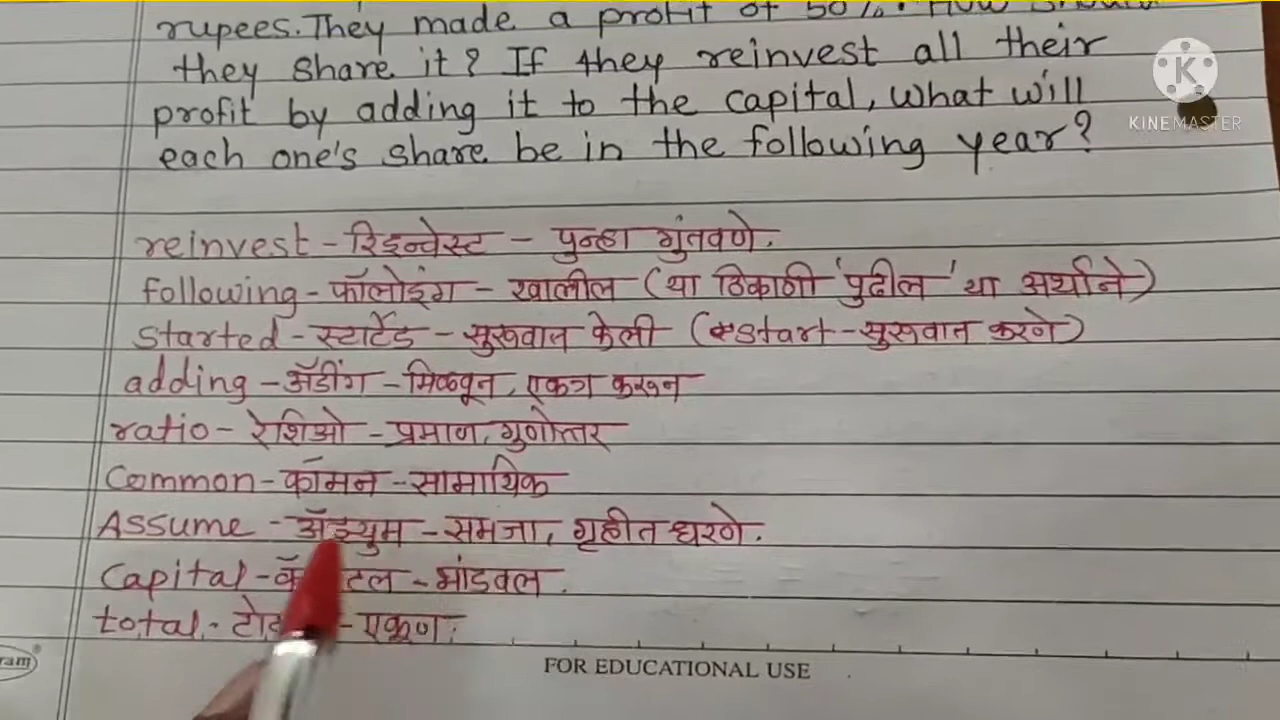 rupees. They made a profit of 50%. How should
they share it? If they reinvest all their
profit by adding it to the capital, what will
each one's share be in the following year?
KINEMASTER
reinvest - रिइन्वेस्ट - पुन्हा गुंतवणे.
following - फॉलोइंग - खालील (या ठिकाणी 'पुढील' या अर्थाने)
started - स्टार्टेड - सुरूवात केली (start - सुरूवात करणे)
adding - ॲडींग - मिळवून, एकत्र करून
ratio - रेशिओ - प्रमाण, गुणोत्तर
Common - कॉमन - सामायिक
Assume - ॲझ्युम - समजा, गृहीत धरणे.
Capital - - भांडवल.
total - - एकूण.
FOR EDUCATIONAL USE